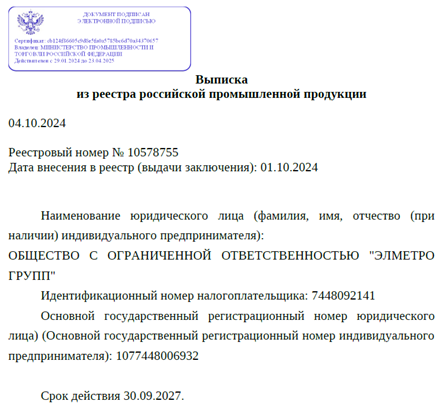 ДОКУМЕНТ ПОДПИСАН
ЭЛЕКТРОННОЙ ПОДПИСЬЮ
Сертификат:
Владелец: МИНИСТЕРСТВО ПРОМЫШЛЕННОСТИ И
ТОРГОВЛИ РОССИЙСКОЙ ФЕДЕРАЦИИ
Действителен с 29.01.2024 до 23.04.2025
Выписка
из реестра российской промышленной продукции
04.10.2024
Реестровый номер № 10578755
Дата внесения в реестр (выдачи заключения): 01.10.2024
Наименование юридического лица (фамилия, имя, отчество (при
наличии) индивидуального предпринимателя):
ОБЩЕСТВО С ОГРАНИЧЕННОЙ ОТВЕТСТВЕННОСТЬЮ "ЭЛМЕТРО
ГРУПП"
Идентификационный номер налогоплательщика: 7448092141
Основной государственный регистрационный номер юридического
лица) (Основной государственный регистрационный номер индивидуального
предпринимателя): 1077448006932
Срок действия 30.09.2027.